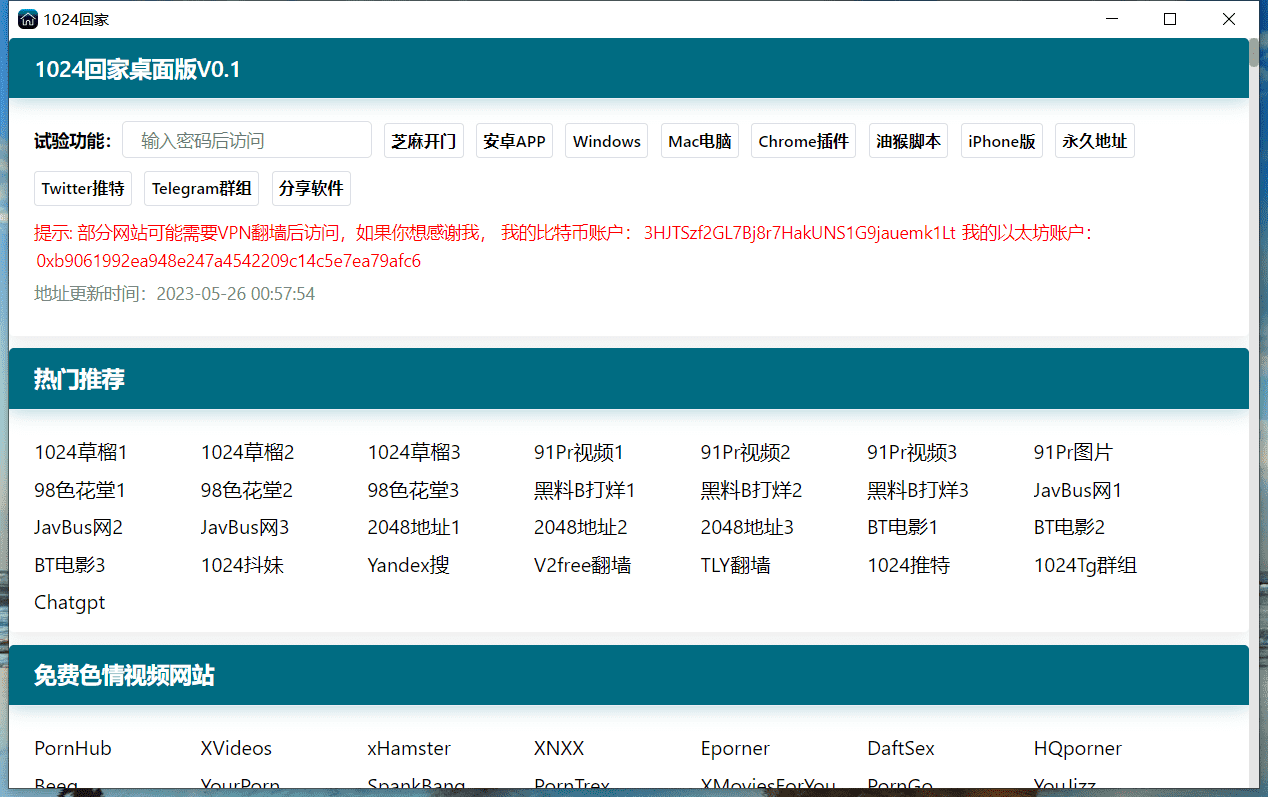 1024回家
1024回家桌面版V0.1
试验功能： 输入密码后访问 芝麻开门 安卓APP Windows Mac电脑 Chrome插件 油猴脚本 iPhone版 永久地址
Twitter推特 Telegram群组 分享软件
提示: 部分网站可能需要VPN翻墙后访问，如果你想感谢我， 我的比特币账户： 3HJTSzf2GL7Bj8r7HakUNS1G9jauemk1Lt 我的以太坊账户：
0xb9061992ea948e247a4542209c14c5e7ea79afc6
地址更新时间：2023-05-26 00:57:54
热门推荐
1024草榴1 1024草榴2 1024草榴3 91Pr视频1 91Pr视频2 91Pr视频3 91Pr图片
98色花堂1 98色花堂2 98色花堂3 黑料B打烊1 黑料B打烊2 黑料B打烊3 JavBus网1
JavBus网2 JavBus网3 2048地址1 2048地址2 2048地址3 BT电影1 BT电影2
BT电影3 1024抖妹 Yandex搜 V2free翻墙 TLY翻墙 1024推特 1024Tg群组
Chatgpt
免费色情视频网站
PornHub XVideos xHamster XNXX Eporner DaftSex HQporner
Beeg YourPorn SpankBang PornTrex XMoviesForYou PornGo YouJizz